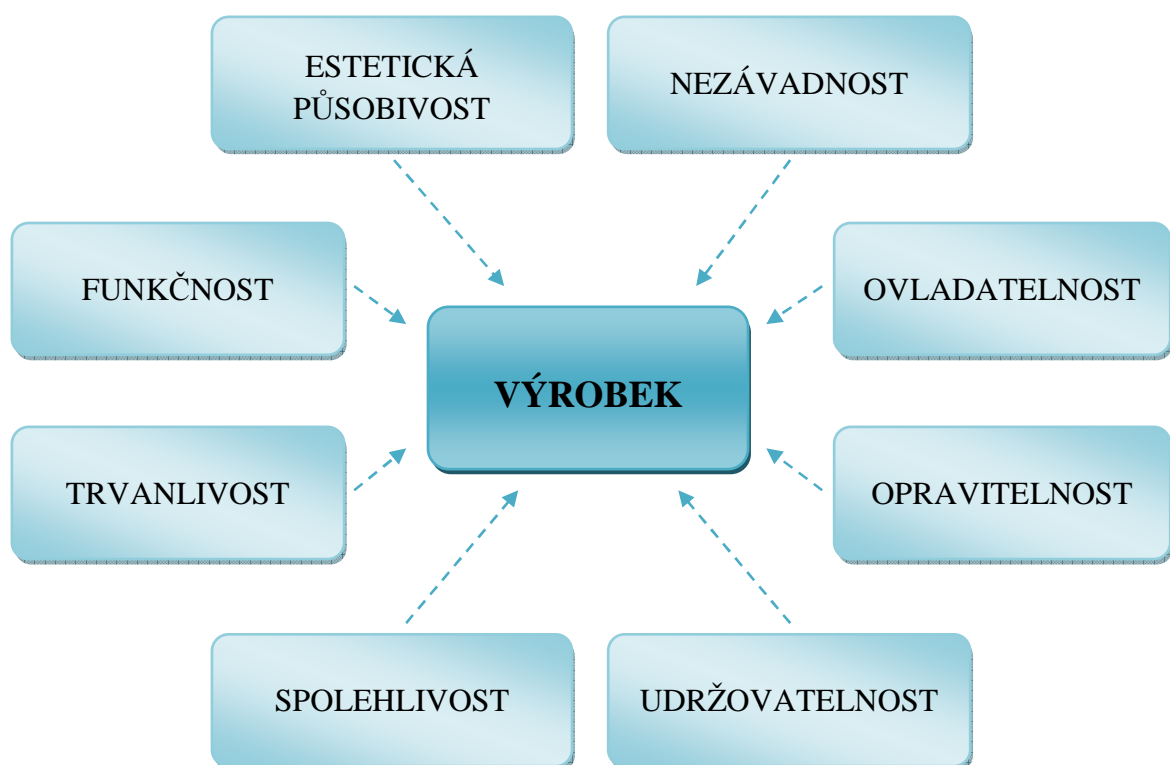 ESTETICKÁ
PŮSOBIVOST
NEZÁVADNOST
FUNKČNOST
OVLADATELNOST
VÝROBEK
TRVANLIVOST
OPRAVITELNOST
SPOLEHLIVOST
UDRŽOVATELNOST